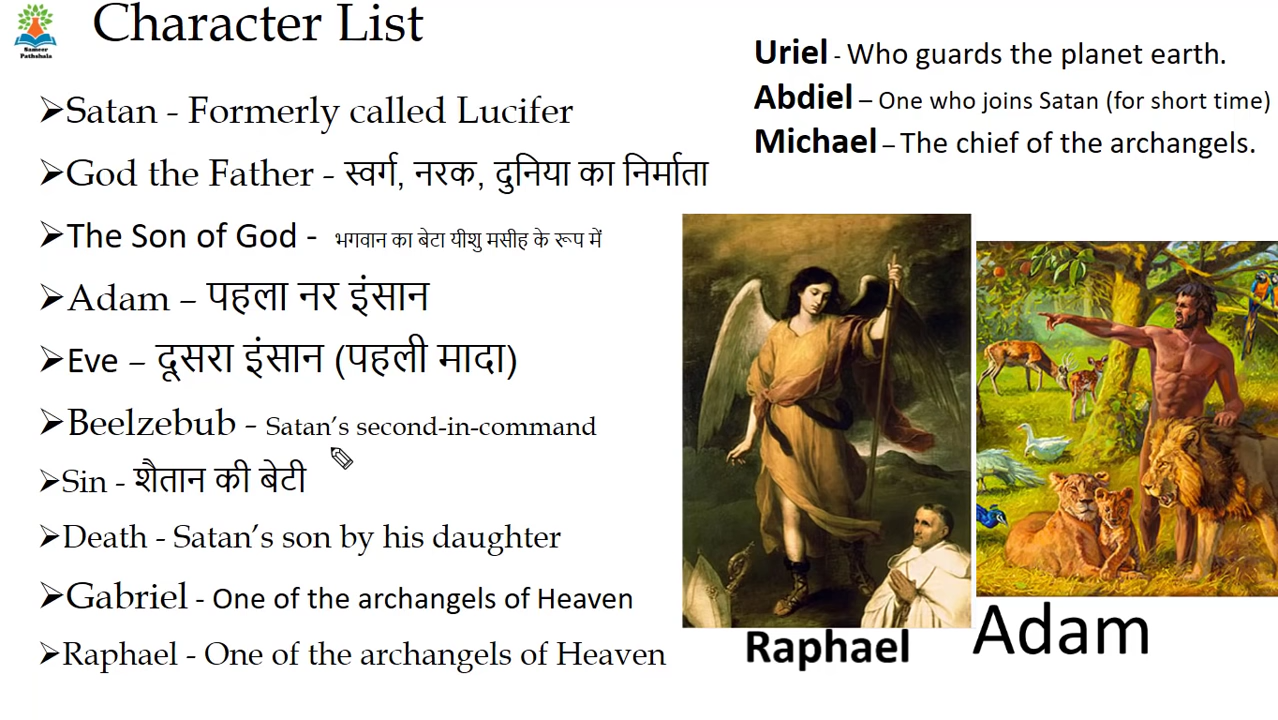 Character List
Sameer
Pathshala
➢Satan - Formerly called Lucifer
➢God the Father - स्वर्ग, नरक, दुनिया का निर्माता
➢The Son of God - भगवान का बेटा यीशु मसीह के रूप में
➢Adam – पहला नर इंसान
➢Eve – दूसरा इंसान (पहली मादा)
➢Beelzebub - Satan’s second-in-command
➢Sin - शैतान की बेटी
➢Death - Satan’s son by his daughter
➢Gabriel - One of the archangels of Heaven
➢Raphael - One of the archangels of Heaven
Uriel - Who guards the planet earth.
Abdiel – One who joins Satan (for short time)
Michael – The chief of the archangels.
Raphael
Adam